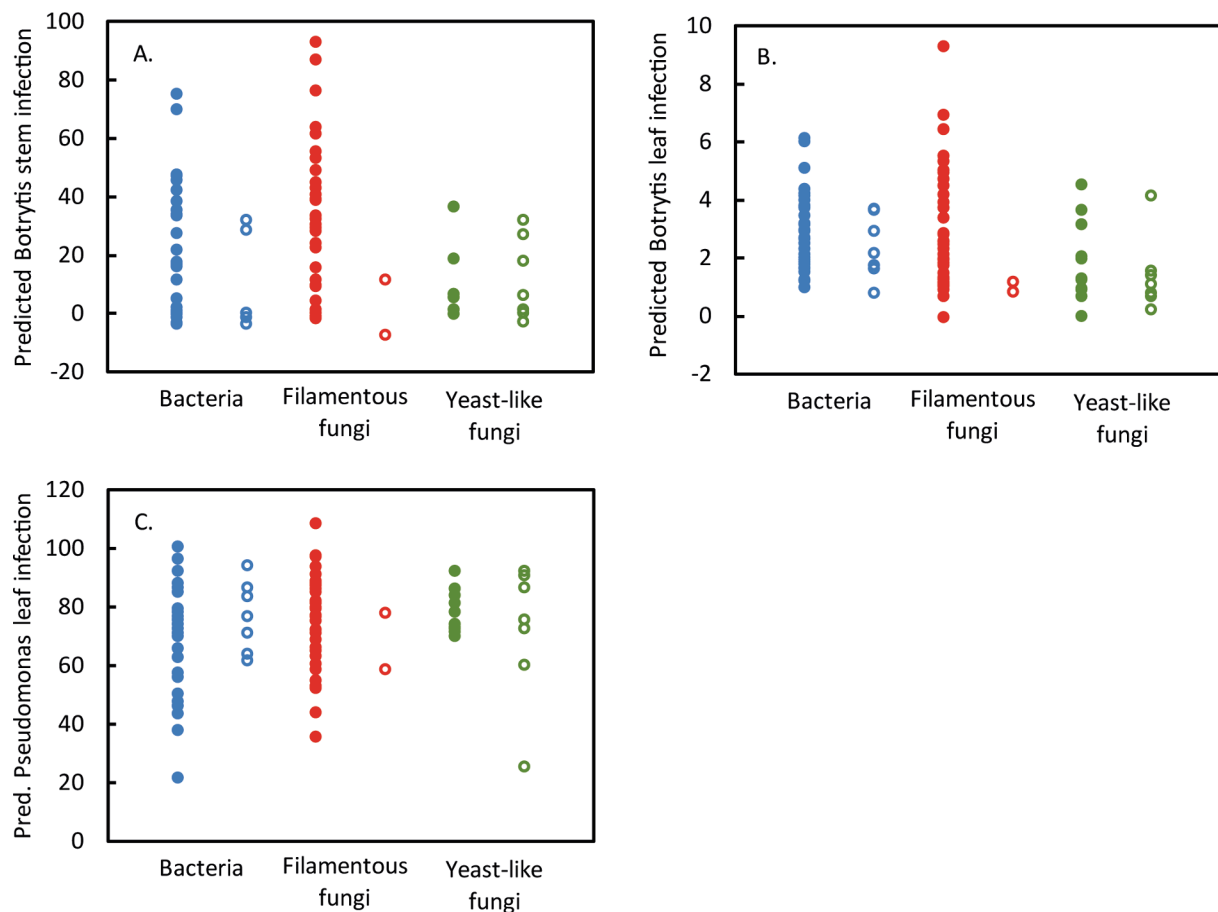 A.
Predicted Botrytis stem infection
100
80
60
40
20
0
-20
Bacteria
Filamentous
fungi
Yeast-like
fungi
B.
Predicted Botrytis leaf infection
10
8
6
4
2
0
-2
Bacteria
Filamentous
fungi
Yeast-like
fungi
C.
Pred. Pseudomonas leaf infection
120
100
80
60
40
20
0
Bacteria
Filamentous
fungi
Yeast-like
fungi